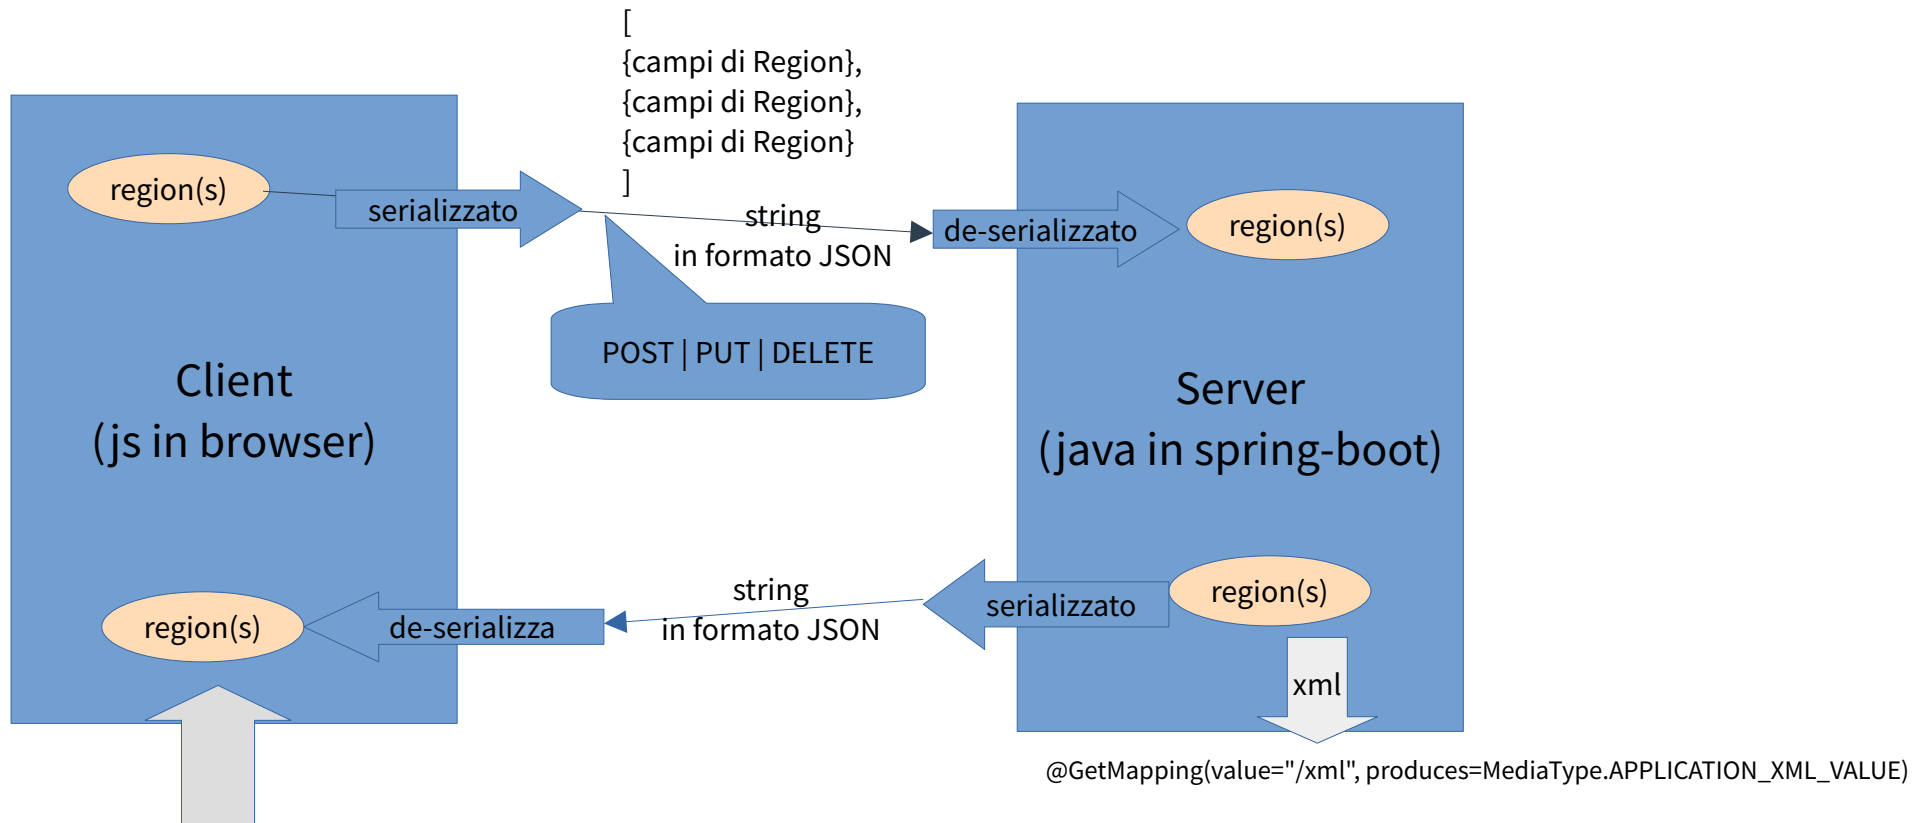 [
{campi di Region},
{campi di Region},
{campi di Region}
]
region(s)
serializzato
string
in formato JSON
de-serializzato
region(s)
POST | PUT | DELETE
Client
(js in browser)
Server
(java in spring-boot)
region(s)
de-serializza
string
in formato JSON
serializzato
region(s)
xml
@GetMapping(value="/xml", produces=MediaType.APPLICATION_XML_VALUE)